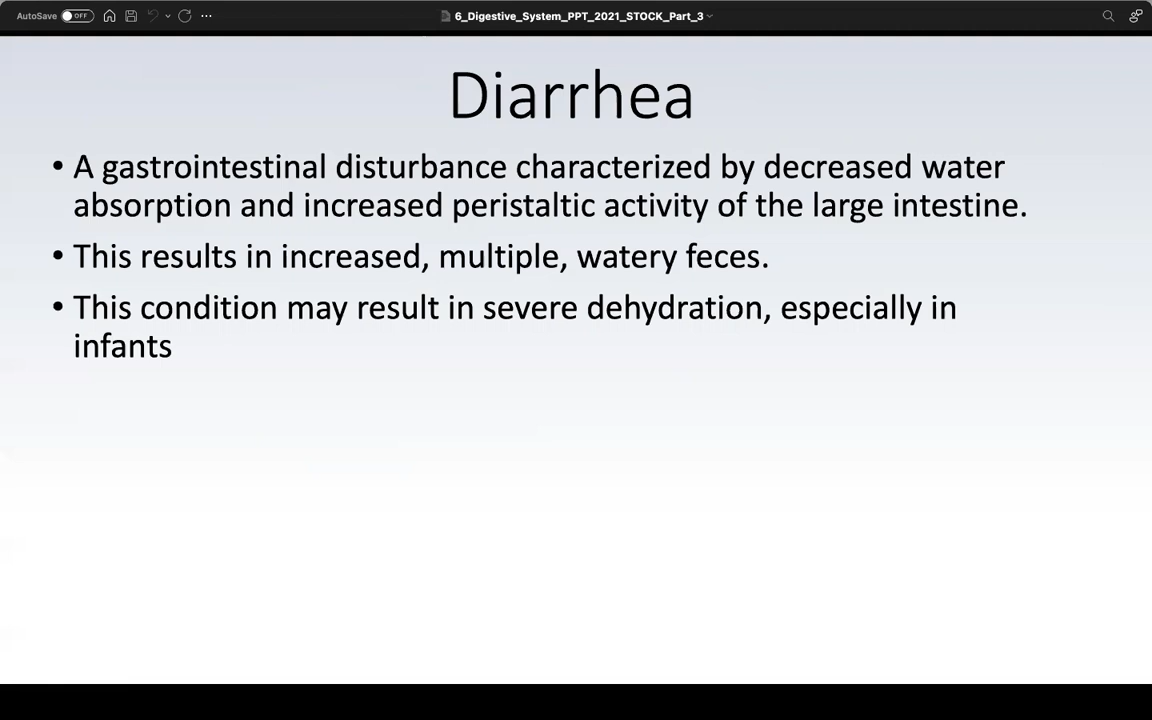 AutoSave OFF
6_Digestive_System_PPT_2021_STOCK_Part_3
Diarrhea
• A gastrointestinal disturbance characterized by decreased water
absorption and increased peristaltic activity of the large intestine.
• This results in increased, multiple, watery feces.
• This condition may result in severe dehydration, especially in
infants